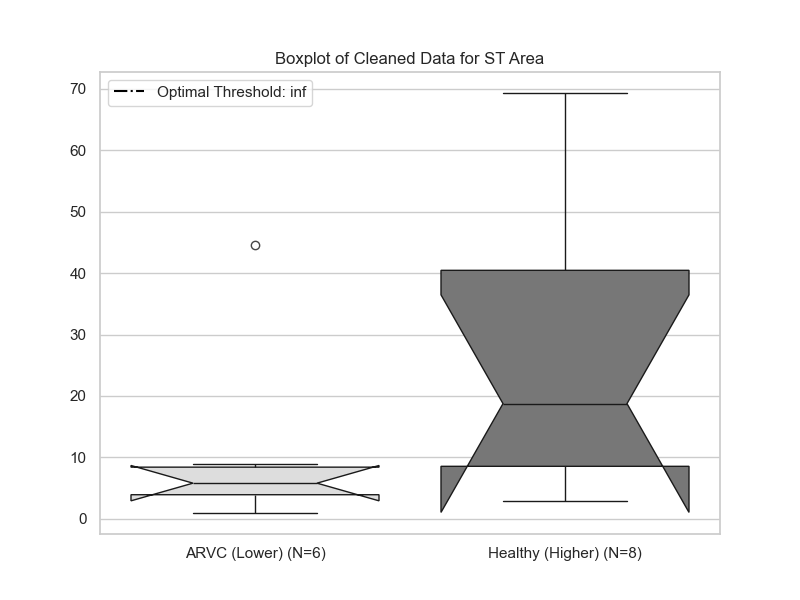 Boxplot of Cleaned Data for ST Area
Optimal Threshold: inf
70
60
50
40
30
20
10
0
ARVC (Lower) (N=6)
Healthy (Higher) (N=8)